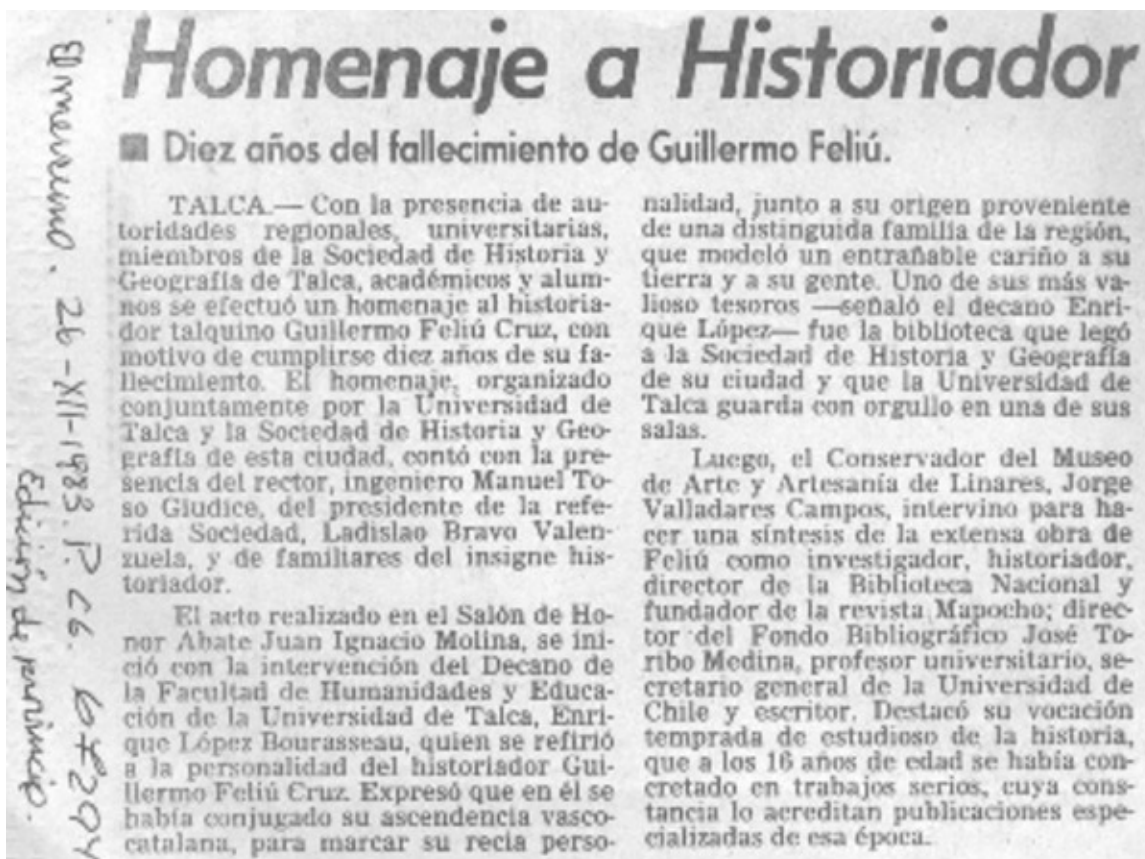 Homenaje a Historiador
■ Diez años del fallecimiento de Guillermo Feliú.
TALCA.— Con la presencia de au-
toridades regionales, universitarias,
miembros de la Sociedad de Historia y
Geografía de Talca, académicos y alum-
nos se efectuó un homenaje al historia-
dor talquino Guillermo Feliú Cruz, con
motivo de cumplirse diez años de su fa-
llecimiento. El homenaje, organizado
conjuntamente por la Universidad de
Talca y la Sociedad de Historia y Geo-
grafía de esta ciudad, contó con la pre-
sencia del rector, ingeniero Manuel To-
so Giudice, del presidente de la refe-
rida Sociedad, Ladislao Bravo Valen-
zuela, y de familiares del insigne his-
toriador.
El acto realizado en el Salón de Ho-
nor Abate Juan Ignacio Molina, se ini-
ció con la intervención del Decano de
la Facultad de Humanidades y Educa-
ción de la Universidad de Talca, Enri-
que López Bourasseau, quien se refirió
a la personalidad del historiador Gui-
llermo Feliú Cruz. Expresó que en él se
había conjugado su ascendencia vasco-
catalana, para marcar su recia perso-
nalidad, junto a su origen proveniente
de una distinguida familia de la región,
que modeló un entrañable cariño a su
tierra y a su gente. Uno de sus más va-
lioso tesoros —señaló el decano Enri-
que López— fue la biblioteca que legó
a la Sociedad de Historia y Geografía
de su ciudad y que la Universidad de
Talca guarda con orgullo en una de sus
salas.
Luego, el Conservador del Museo
de Arte y Artesanía de Linares, Jorge
Valladares Campos, intervino para ha-
cer una síntesis de la extensa obra de
Feliú como investigador, historiador,
director de la Biblioteca Nacional y
fundador de la revista Mapocho; direc-
tor del Fondo Bibliográfico José To-
ribo Medina, profesor universitario, se-
cretario general de la Universidad de
Chile y escritor. Destacó su vocación
temprana de estudioso de la historia,
que a los 16 años de edad se había con-
cretado en trabajos serios, cuya cons-
tancia lo acreditan publicaciones espe-
cializadas de esa época.
El Mercurio. 26-XII-1983. P. C6.
Edición de provincia.